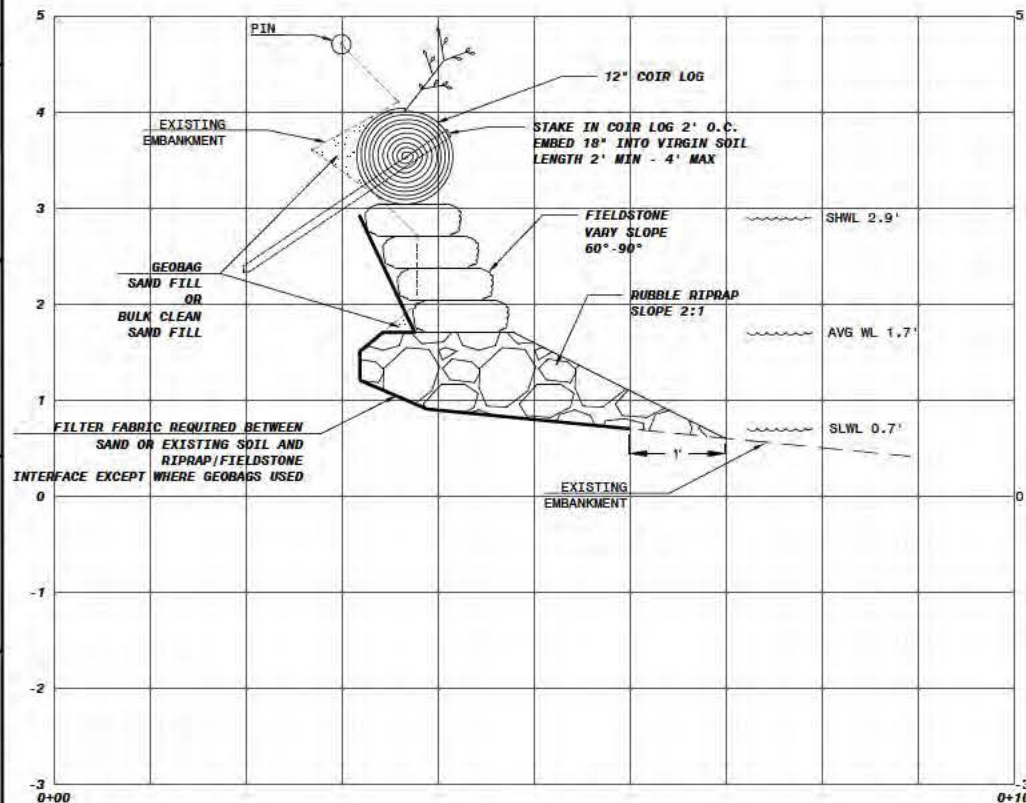 5
5
PIN
12" COIR LOG
4
EXISTING
EMBANKMENT
STAKE IN COIR LOG 2' O.C.
EMBED 18" INTO VIRGIN SOIL
LENGTH 2' MIN - 4' MAX
3
FIELDSTONE
VARY SLOPE
60°-90°
SHWL 2.9'
GEOBAG
SAND FILL
OR
BULK CLEAN
SAND FILL
2
RUBBLE RIPRAP
SLOPE 2:1
AVG WL 1.7'
1
FILTER FABRIC REQUIRED BETWEEN
SAND OR EXISTING SOIL AND
RIPRAP/FIELDSTONE
INTERFACE EXCEPT WHERE GEOBAGS USED
SLWL 0.7'
1'
EXISTING
EMBANKMENT
0
0
-1
-2
-3
-3
0+00
0+10